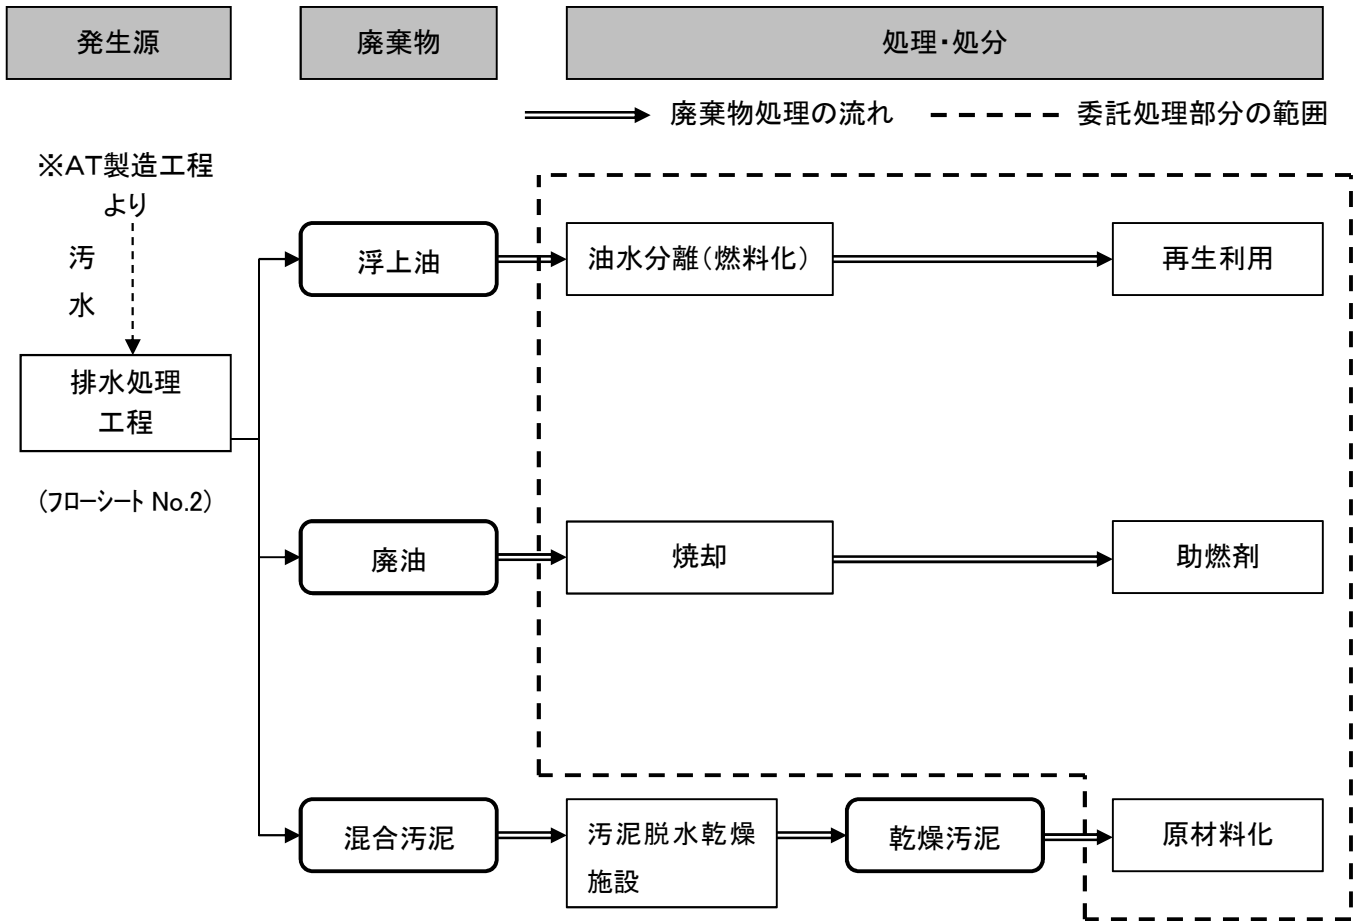 発生源
廃棄物
処理・処分
廃棄物処理の流れ
委託処理部分の範囲
※AT製造工程
より
汚
水
浮上油
油水分離(燃料化)
再生利用
排水処理
工程
(フローシート No.2)
廃油
焼却
助燃剤
混合汚泥
汚泥脱水乾燥
施設
乾燥汚泥
原材料化